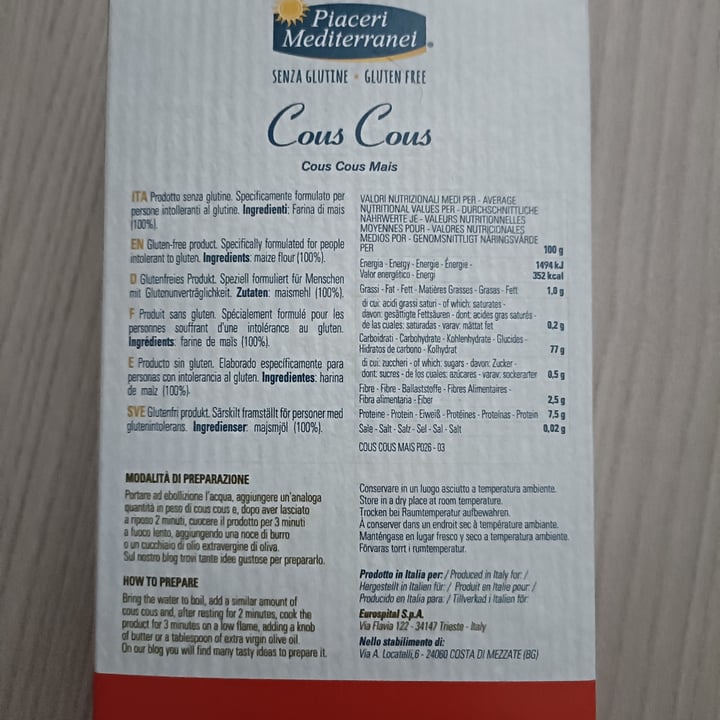 Piaceri
Mediterranei
SENZA GLUTINE • GLUTEN FREE
Cous Cous
Cous Cous Mais
ITA Prodotto senza glutine. Specificamente formulato per
persone intolleranti al glutine. Ingredienti: Farina di mais
(100%).
EN Gluten-free product. Specifically formulated for people
intolerant to gluten. Ingredients: maize flour (100%).
D Glutenfreies Produkt. Speziell formuliert für Menschen
mit Glutenunverträglichkeit. Zutaten: maismehl (100%).
F Produit sans gluten. Spécialement formulé pour les
personnes souffrant d'une intolérance au gluten.
Ingrédients: farine de maïs (100%).
E Producto sin gluten. Elaborado específicamente para
personas con intolerancia al gluten. Ingredientes: harina
de maíz (100%).
SVE Glutenfri produkt. Särskilt framställt för personer med
glutenintolerans. Ingredienser: majsmjöl (100%).
VALORI NUTRIZIONALI MEDI PER - AVERAGE
NUTRITIONAL VALUES PER - DURCHSCHNITTLICHE
NÄHRWERTE JE - VALEURS NUTRITIONNELLES
MOYENNES POUR - VALORES NUTRICIONALES
MEDIOS POR - GENOMSNITTLIGT NÄRINGSVÄRDE
PER 100 g
Energia - Energy - Energie - Énergie - 1494 kJ
Valor energético - Energi 352 kcal
Grassi - Fat - Fett - Matières Grasses - Grasas - Fett 1,0 g
di cui: acidi grassi saturi - of which: saturates -
davon: gesättigte Fettsäuren - dont: acides gras saturés -
de las cuales: saturadas - varav: mättat fet 0,2 g
Carboidrati - Carbohydrate - Kohlenhydrate - Glucides -
Hidratos de carbono - Kolhydrat 77 g
di cui: zuccheri - of which: sugars - davon: Zucker -
dont: sucres - de los cuales: azúcares - varav: sockerarter 0,5 g
Fibre - Fibre - Ballaststoffe - Fibres Alimentaires -
Fibra alimentaria - Fiber 2,5 g
Proteine - Protein - Eiweiß - Protéines - Proteínas - Protein 7,5 g
Sale - Salt - Salz - Sel - Sal - Salt 0,02 g
COUS COUS MAIS P026 - 03
MODALITÀ DI PREPARAZIONE
Portare ad ebollizione l'acqua, aggiungere un'analoga
quantità in peso di cous cous e, dopo aver lasciato
a riposo 2 minuti, cuocere il prodotto per 3 minuti
a fuoco lento, aggiungendo una noce di burro
o un cucchiaio di olio extravergine di oliva.
Sul nostro blog trovi tante idee gustose per prepararlo.
HOW TO PREPARE
Bring the water to boil, add a similar amount of
cous cous and, after resting for 2 minutes, cook the
product for 3 minutes on a low flame, adding a knob
of butter or a tablespoon of extra virgin olive oil.
On our blog you will find many tasty ideas to prepare it.
Conservare in un luogo asciutto a temperatura ambiente.
Store in a dry place at room temperature.
Trocken bei Raumtemperatur aufbewahren.
À conserver dans un endroit sec à température ambiante.
Manténgase en lugar fresco y seco a temperatura ambiente.
Förvaras torrt i rumtemperatur.
Prodotto in Italia per: / Produced in Italy for: /
Hergestellt in Italien für: / Produit en Italie pour: /
Producido en Italia para: / Tillverkad i Italien för:
Eurospital S.p.A.
Via Flavia 122 - 34147 Trieste - Italy
Nello stabilimento di:
Via A. Locatelli,6 - 24060 COSTA DI MEZZATE (BG)